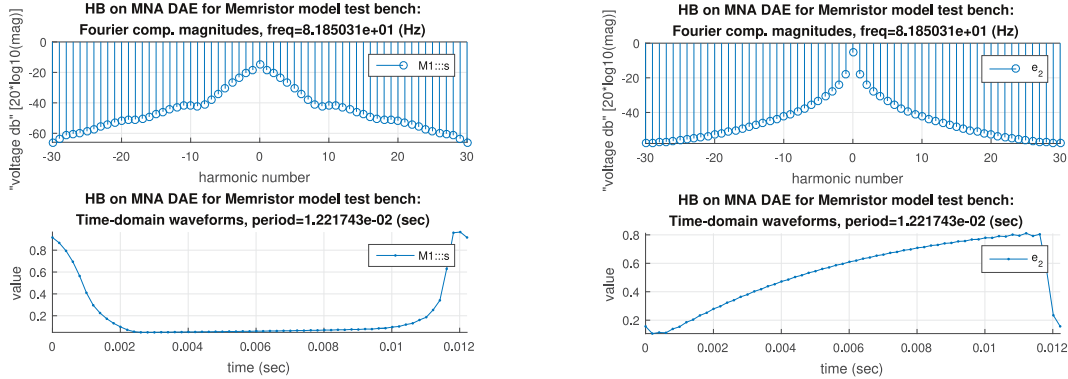 HB on MNA DAE for Memristor model test bench:
Fourier comp. magnitudes, freq=8.185031e+01 (Hz)
"voltage db" [20*log10(mag)]
0
-20
-40
-60
M1:::s
-30
-20
-10
0
10
20
30
harmonic number
HB on MNA DAE for Memristor model test bench:
Time-domain waveforms, period=1.221743e-02 (sec)
value
0.8
0.6
0.4
0.2
M1:::s
0
0.002
0.004
0.006
0.008
0.01
0.012
time (sec)
HB on MNA DAE for Memristor model test bench:
Fourier comp. magnitudes, freq=8.185031e+01 (Hz)
"voltage db" [20*log10(mag)]
0
-20
-40
e2
-30
-20
-10
0
10
20
30
harmonic number
HB on MNA DAE for Memristor model test bench:
Time-domain waveforms, period=1.221743e-02 (sec)
value
0.8
0.6
0.4
0.2
e2
0
0.002
0.004
0.006
0.008
0.01
0.012
time (sec)